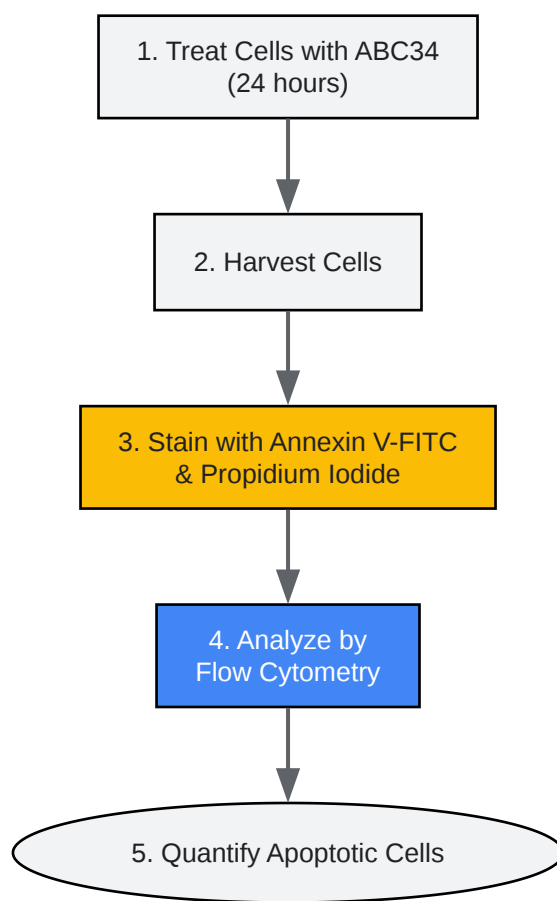 1. Treat Cells with ABC34
(24 hours)
2. Harvest Cells
3. Stain with Annexin V-FITC
& Propidium Iodide
4. Analyze by
Flow Cytometry
5. Quantify Apoptotic Cells